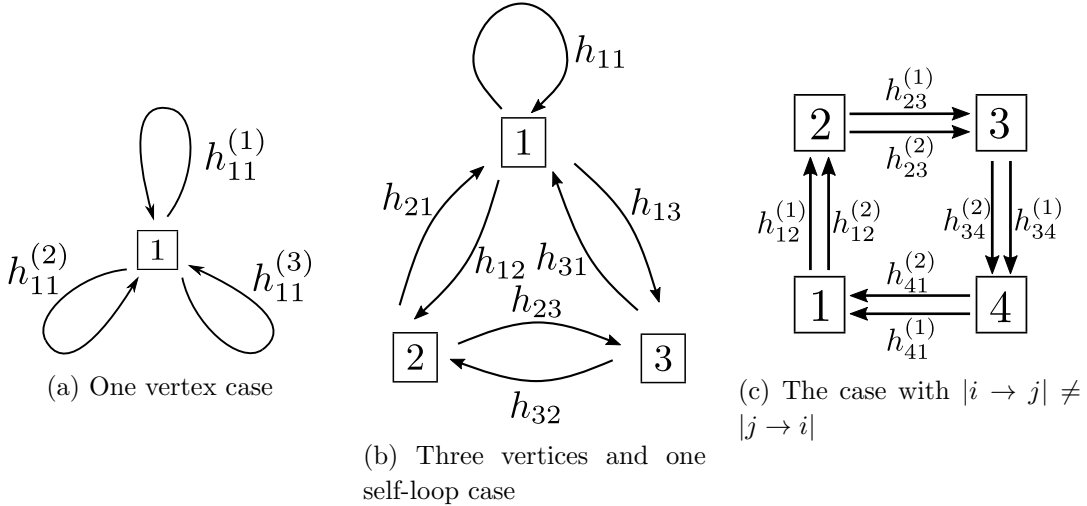 h_{11}^{(1)}
1
h_{11}^{(2)}
h_{11}^{(3)}
(a) One vertex case
h_{11}
1
h_{21}
h_{13}
h_{12}
h_{31}
h_{23}
2
3
h_{32}
(b) Three vertices and one
self-loop case
h_{23}^{(1)}
2
3
h_{23}^{(2)}
h_{12}^{(1)}
h_{12}^{(2)}
h_{34}^{(2)}
h_{34}^{(1)}
h_{41}^{(2)}
1
4
h_{41}^{(1)}
(c) The case with |i → j| ≠
|j → i|